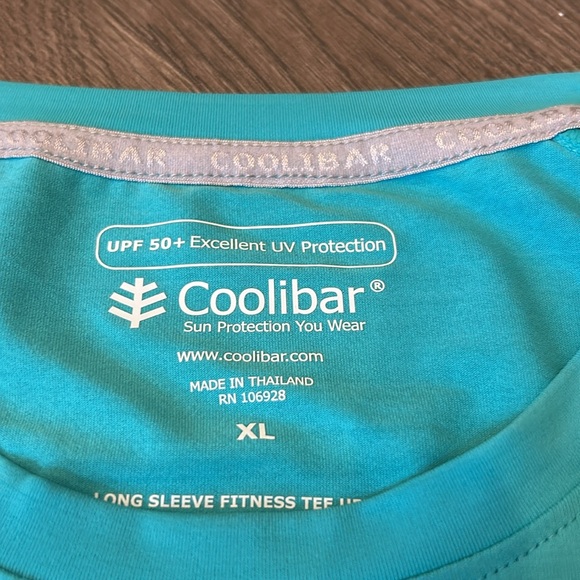 COOLIBAR COOLIBAR COOLIBAR
UPF 50+ Excellent UV Protection
Coolibar®
Sun Protection You Wear
www.coolibar.com
MADE IN THAILAND
RN 106928
XL
LONG SLEEVE FITNESS TEE